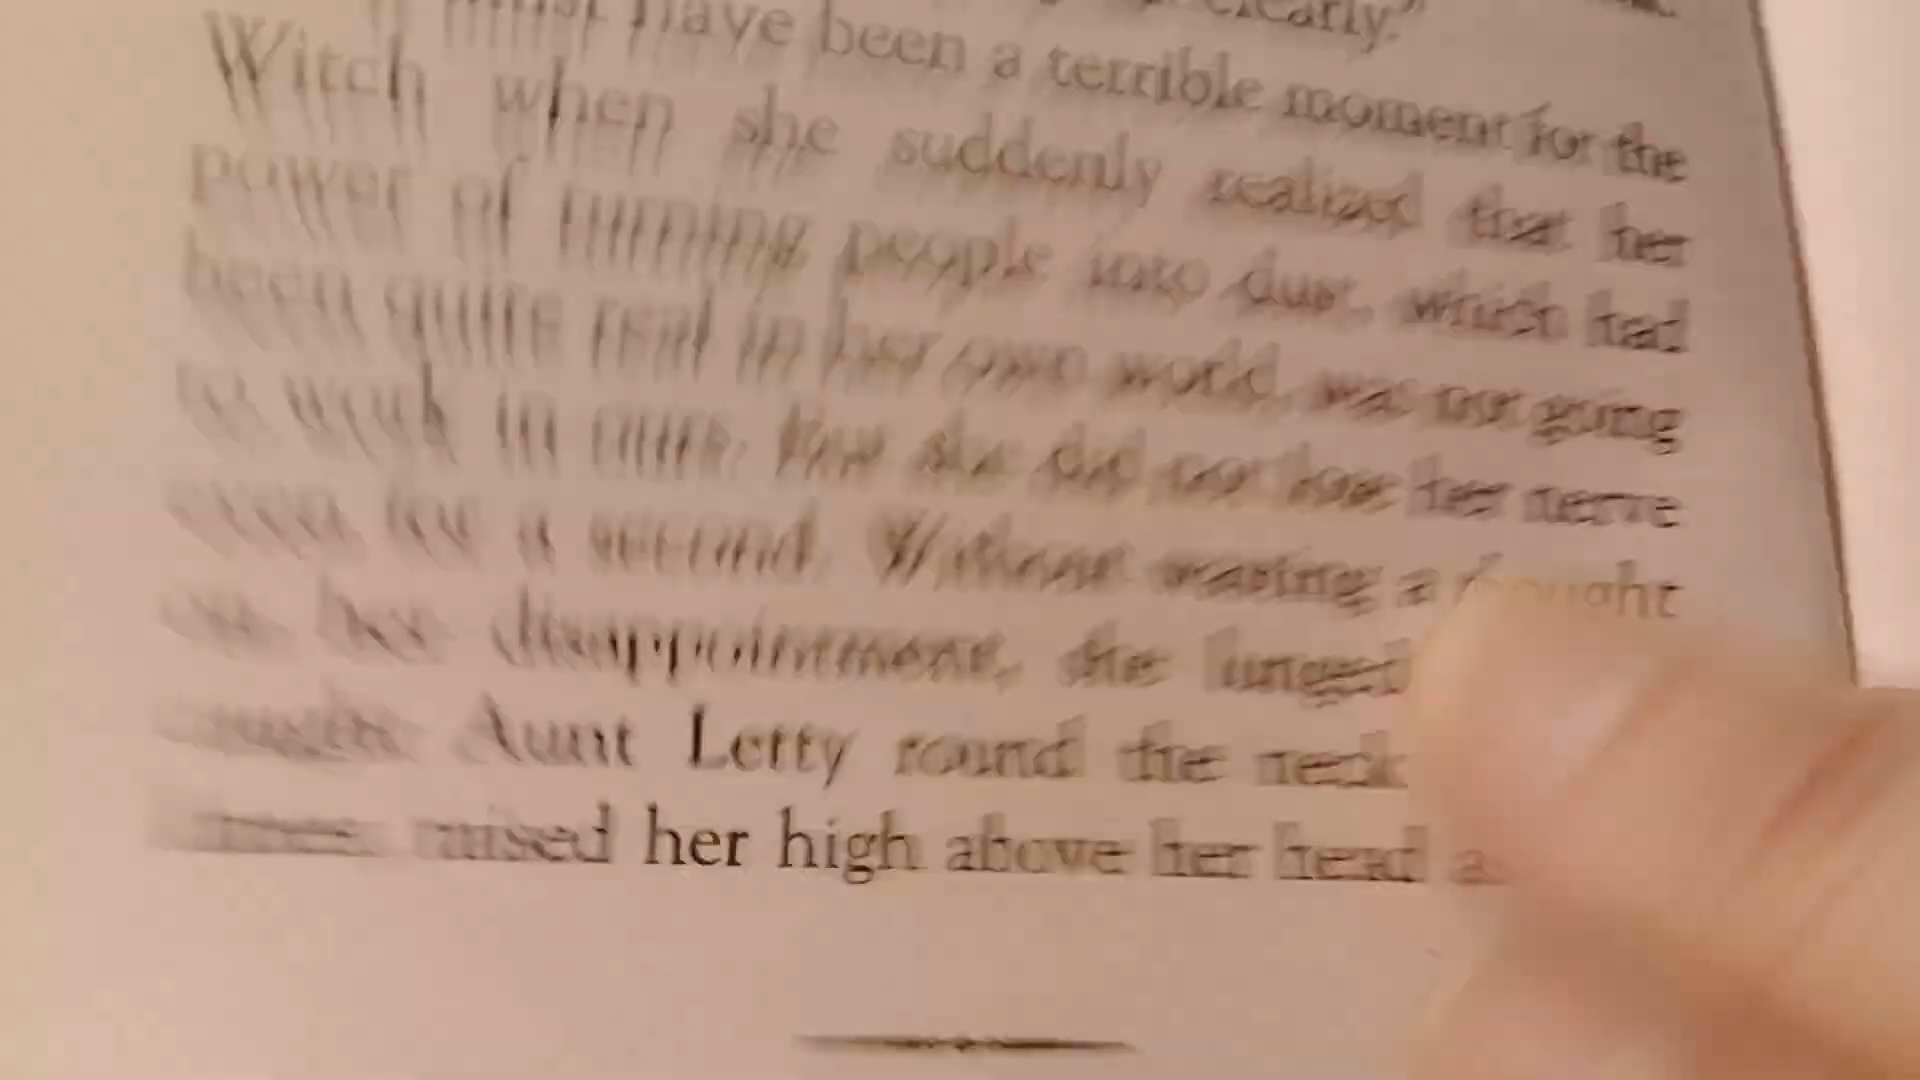 clearly."
have been a terrible moment for the
Witch when she suddenly realized that her
power of turning people into dust, which had
been quite real in her own world, was not going
to work in ours. But she did not lose her nerve
even for a second. Without wasting a thought
on her disappointment, she lunged
caught Aunt Letty round the neck
raised her high above her head